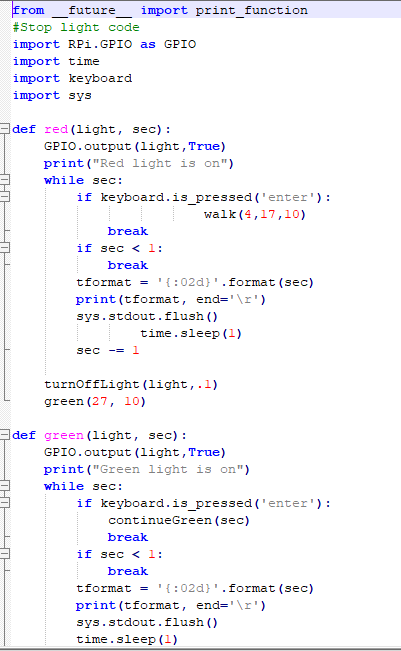 from __future__ import print_function
#Stop light code
import RPi.GPIO as GPIO
import time
import keyboard
import sys

def red(light, sec):
    GPIO.output(light,True)
    print("Red light is on")
    while sec:
        if keyboard.is_pressed('enter'):
                        walk(4,17,10)
            break
        if sec < 1:
            break
        tformat = '{:02d}'.format(sec)
        print(tformat, end='\r')
        sys.stdout.flush()
                time.sleep(1)
        sec -= 1

    turnOffLight(light,.1)
    green(27, 10)

def green(light, sec):
    GPIO.output(light,True)
    print("Green light is on")
    while sec:
        if keyboard.is_pressed('enter'):
            continueGreen(sec)
            break
        if sec < 1:
            break
        tformat = '{:02d}'.format(sec)
        print(tformat, end='\r')
        sys.stdout.flush()
        time.sleep(1)